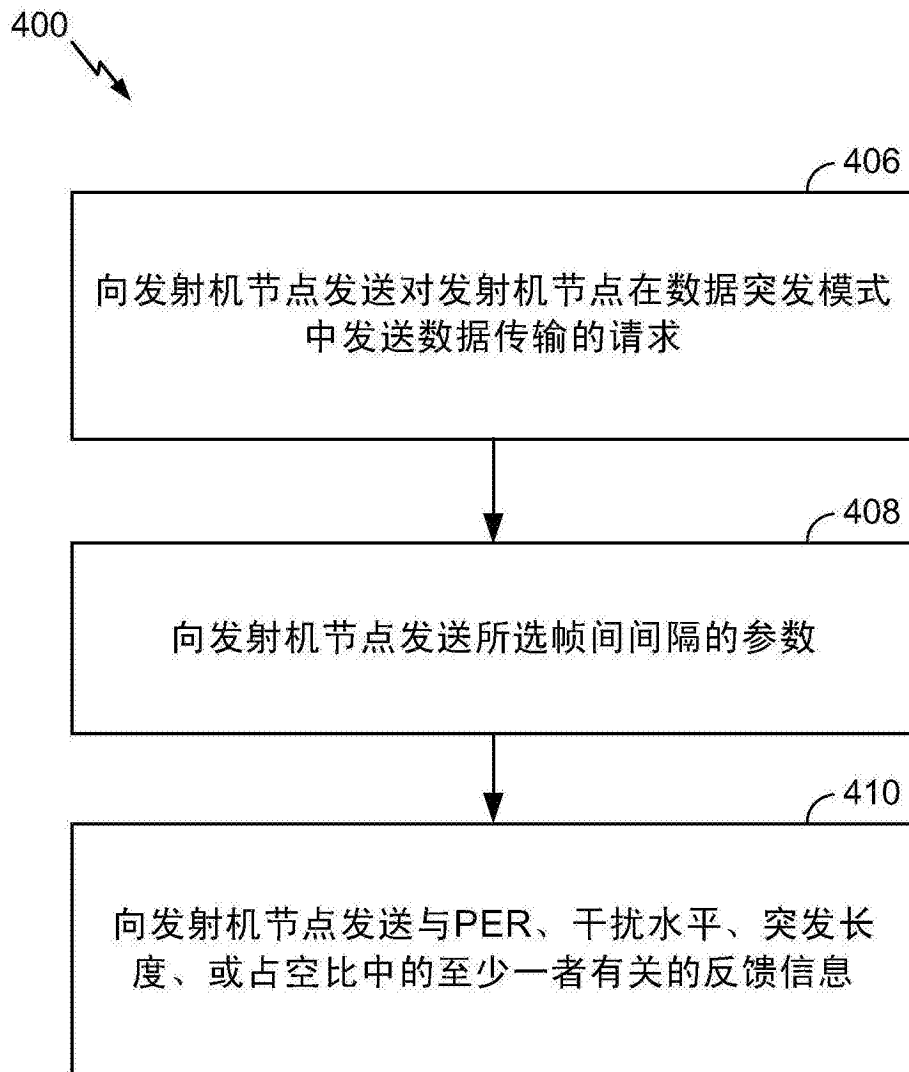 400
406
向发射机节点发送对发射机节点在数据突发模式
中发送数据传输的请求
408
向发射机节点发送所选帧间间隔的参数
410
向发射机节点发送与PER、干扰水平、突发长
度、或占空比中的至少一者有关的反馈信息